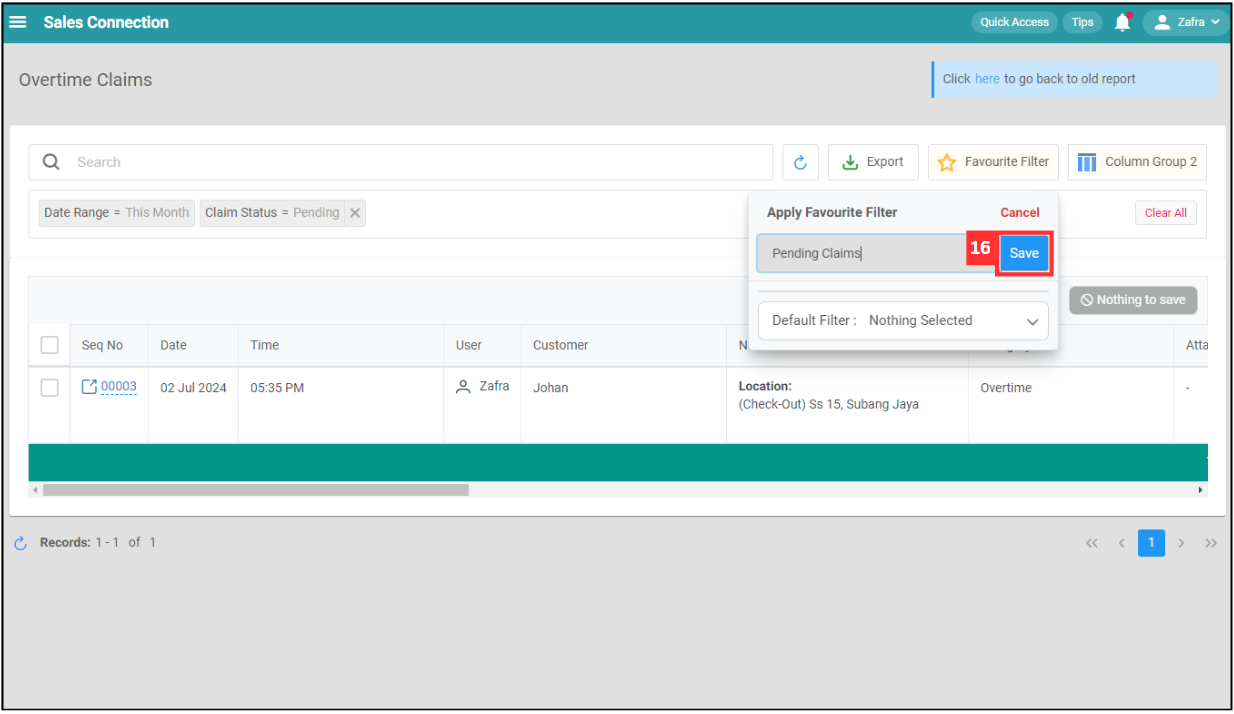 Sales Connection
Quick Access
Tips
Zafra
Overtime Claims
Click here to go back to old report
Search
Export
Favourite Filter
Column Group 2
Date Range = This Month
Claim Status = Pending
Clear All
Apply Favourite Filter
Cancel
Pending Claims
16
Save
Default Filter : Nothing Selected
Nothing to save
Seq No
Date
Time
User
Customer
Atta
00003
02 Jul 2024
05:35 PM
Zafra
Johan
Location:
(Check-Out) Ss 15, Subang Jaya
Overtime
-
Records: 1 - 1 of 1
1